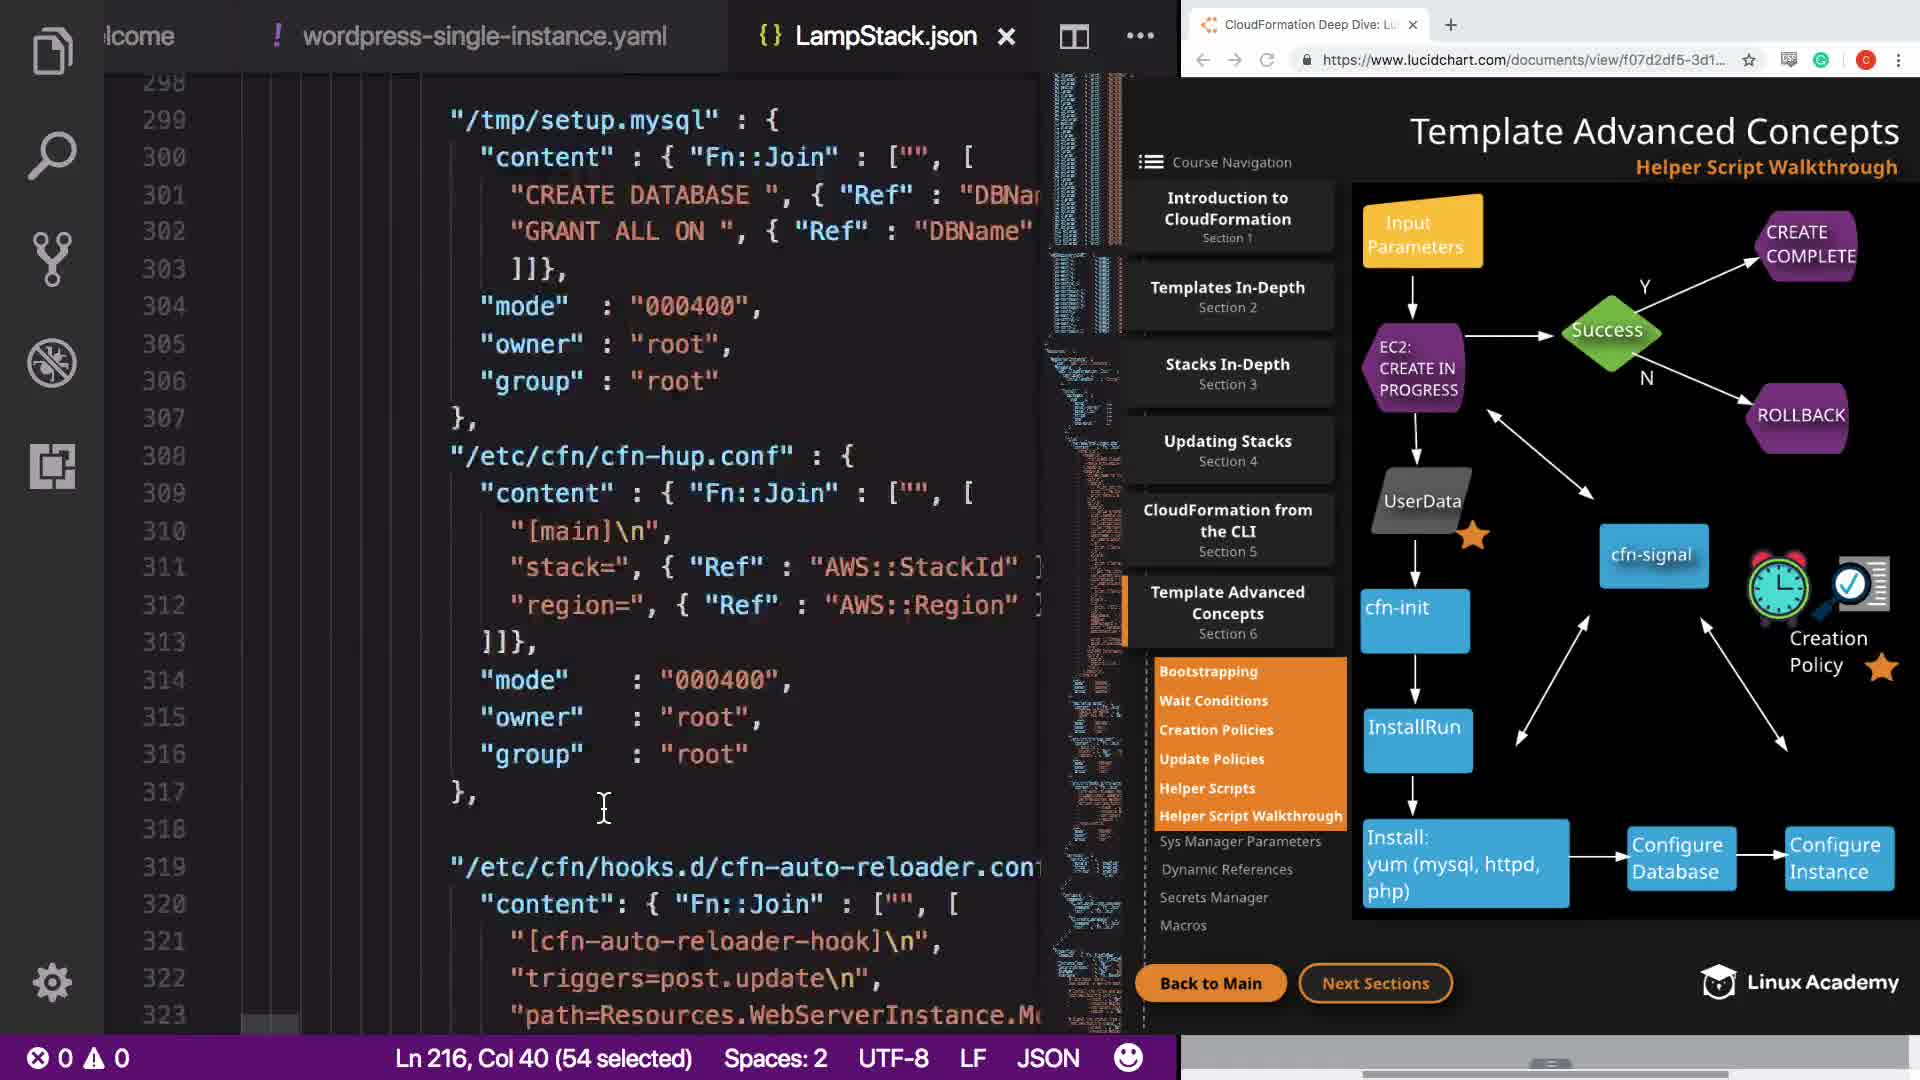 lcome
! wordpress-single-instance.yaml
{} LampStack.json
298
299 "/tmp/setup.mysql" : {
300 "content" : { "Fn::Join" : ["", [
301 "CREATE DATABASE ", { "Ref" : "DBNa
302 "GRANT ALL ON ", { "Ref" : "DBName"
303 ]]},
304 "mode" : "000400",
305 "owner" : "root",
306 "group" : "root"
307 },
308 "/etc/cfn/cfn-hup.conf" : {
309 "content" : { "Fn::Join" : ["", [
310 "[main]\n",
311 "stack=", { "Ref" : "AWS::StackId" }
312 "region=", { "Ref" : "AWS::Region" }
313 ]]},
314 "mode" : "000400",
315 "owner" : "root",
316 "group" : "root"
317 },
318
319 "/etc/cfn/hooks.d/cfn-auto-reloader.con
320 "content": { "Fn::Join" : ["", [
321 "[cfn-auto-reloader-hook]\n",
322 "triggers=post.update\n",
323 "path=Resources.WebServerInstance.M
0 0
Ln 216, Col 40 (54 selected)
Spaces: 2
UTF-8
LF
JSON
CloudFormation Deep Dive: Lu
https://www.lucidchart.com/documents/view/f07d2df5-3d1...
C
Template Advanced Concepts
Helper Script Walkthrough
Course Navigation
Introduction to
CloudFormation
Section 1
Templates In-Depth
Section 2
Stacks In-Depth
Section 3
Updating Stacks
Section 4
CloudFormation from
the CLI
Section 5
Template Advanced
Concepts
Section 6
Bootstrapping
Wait Conditions
Creation Policies
Update Policies
Helper Scripts
Helper Script Walkthrough
Sys Manager Parameters
Dynamic References
Secrets Manager
Macros
Back to Main
Next Sections
Input
Parameters
EC2:
CREATE IN
PROGRESS
Success
Y
N
CREATE
COMPLETE
ROLLBACK
UserData
cfn-signal
cfn-init
Creation
Policy
InstallRun
Install:
yum (mysql, httpd,
php)
Configure
Database
Configure
Instance
Linux Academy